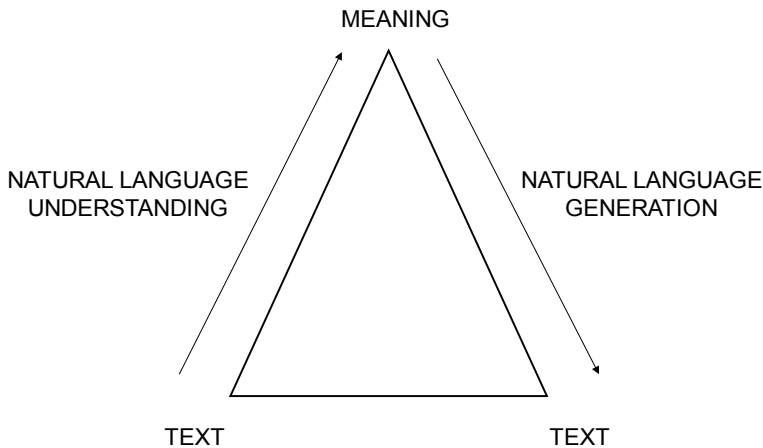 MEANING
NATURAL LANGUAGE
UNDERSTANDING
NATURAL LANGUAGE
GENERATION
TEXT
TEXT